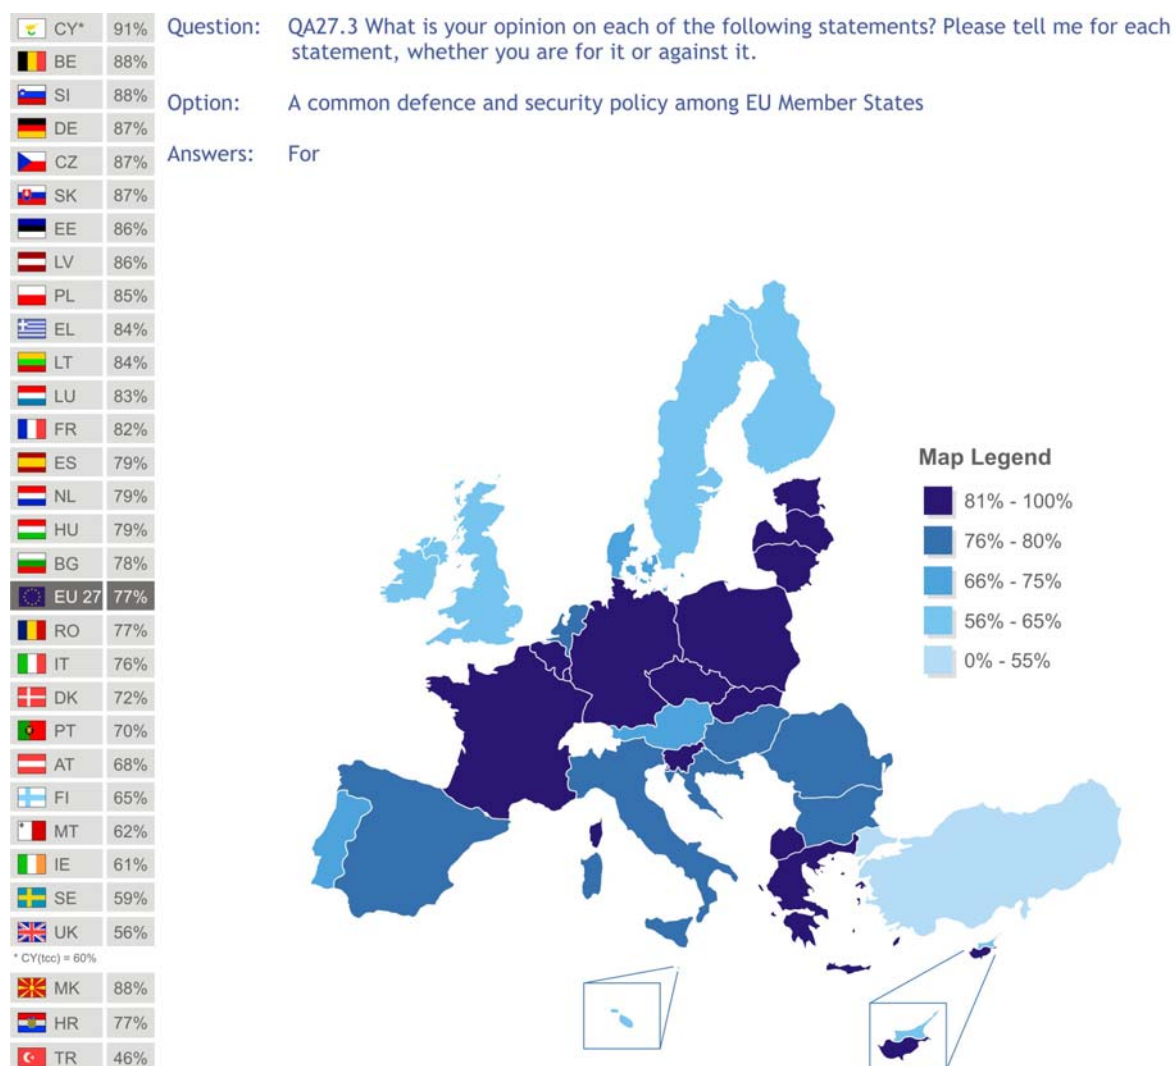 Question: QA27.3 What is your opinion on each of the following statements? Please tell me for each
statement, whether you are for it or against it.
Option: A common defence and security policy among EU Member States
Answers: For
CY* 91%
BE 88%
SI 88%
DE 87%
CZ 87%
SK 87%
EE 86%
LV 86%
PL 85%
EL 84%
LT 84%
LU 83%
FR 82%
ES 79%
NL 79%
HU 79%
BG 78%
EU 27 77%
RO 77%
IT 76%
DK 72%
PT 70%
AT 68%
FI 65%
MT 62%
IE 61%
SE 59%
UK 56%
* CY(tcc) = 60%
MK 88%
HR 77%
TR 46%
Map Legend
81% - 100%
76% - 80%
66% - 75%
56% - 65%
0% - 55%